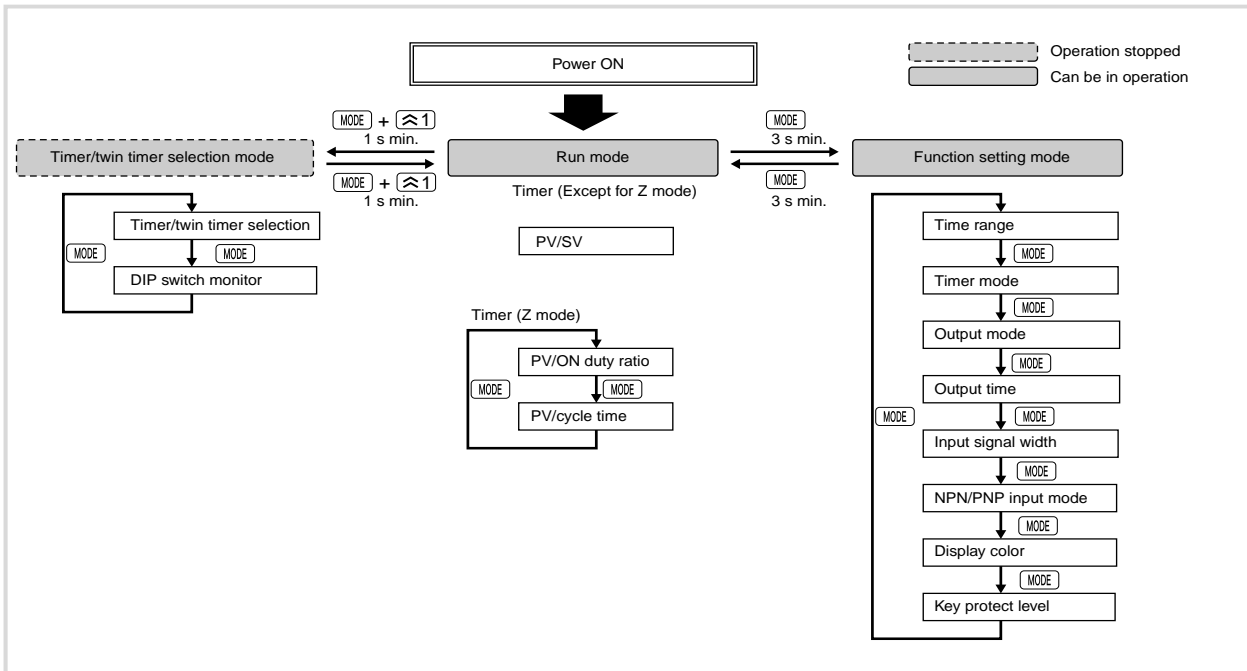 Power ON
Operation stopped
Can be in operation
MODE + 1
1 s min.
MODE
3 s min.
Timer/twin timer selection mode
Run mode
Function setting mode
MODE + 1
1 s min.
MODE
3 s min.
Timer (Except for Z mode)
Timer/twin timer selection
MODE
MODE
DIP switch monitor
PV/SV
Timer (Z mode)
PV/ON duty ratio
MODE
MODE
PV/cycle time
Time range
MODE
Timer mode
MODE
Output mode
MODE
Output time
MODE
MODE
Input signal width
MODE
NPN/PNP input mode
MODE
Display color
MODE
Key protect level